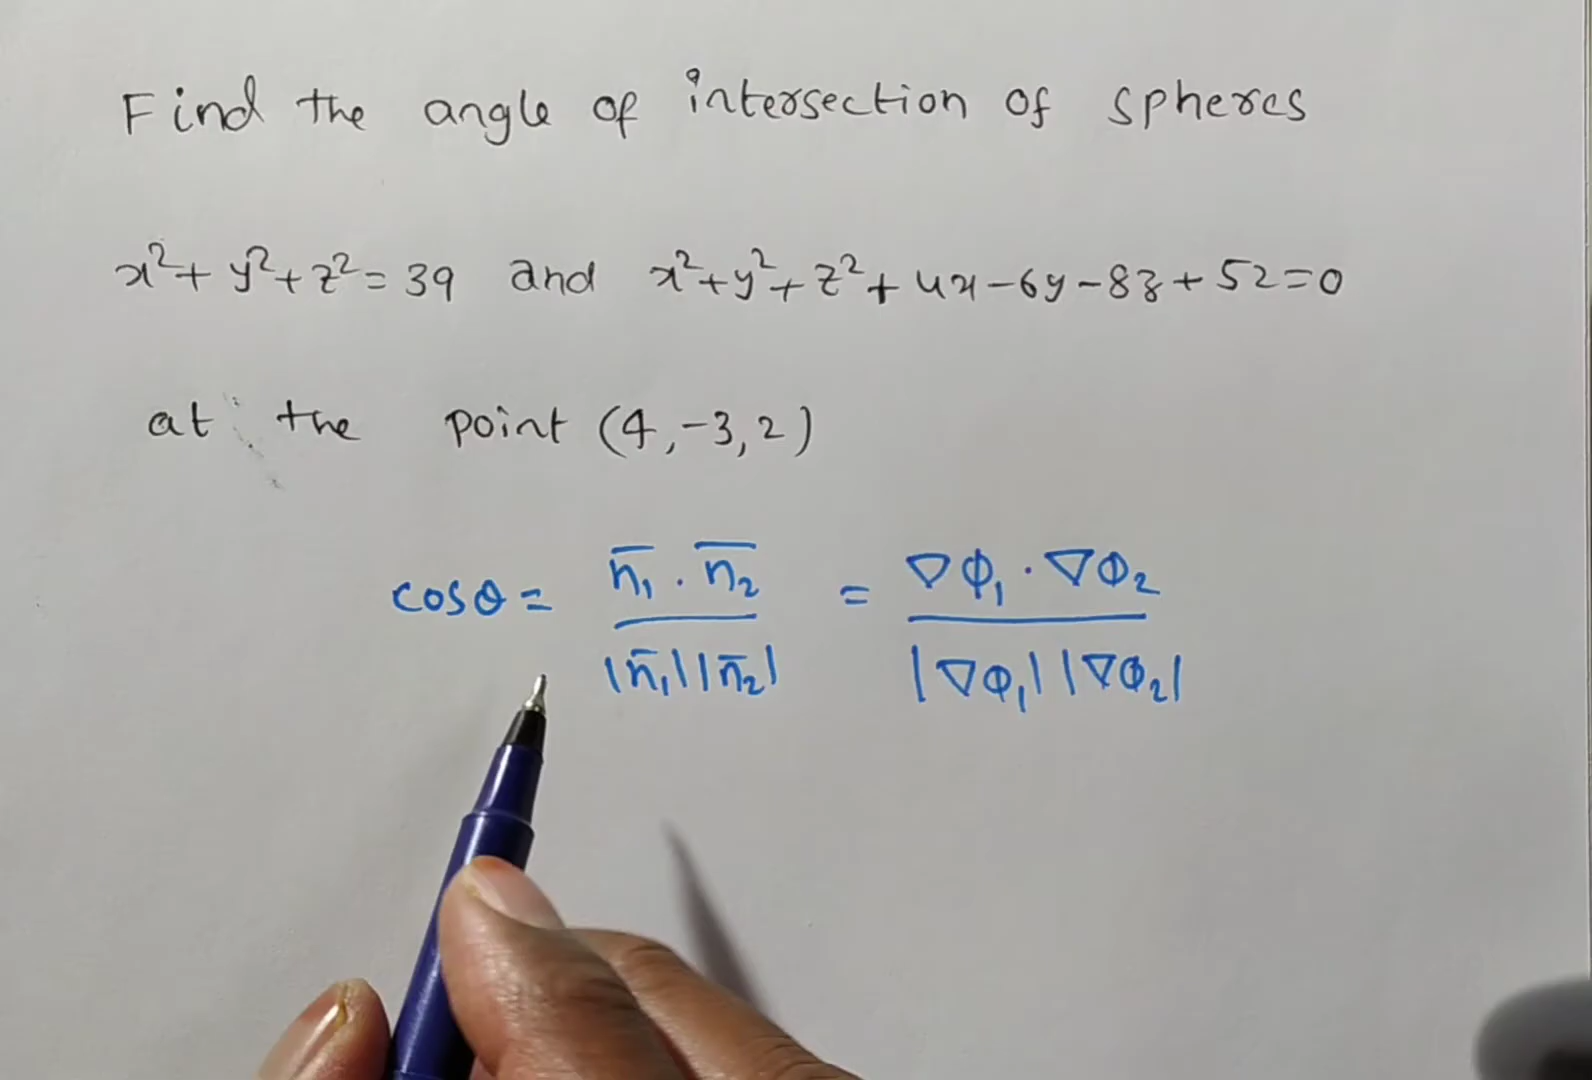 Find the angle of intersection of spheres
x²+ y²+z²=39 and x²+y²+z²+4x-6y-8z+52=0
at the point (4,-3,2)
cosθ = n̄₁ . n̄₂ / |n̄₁||n̄₂| = ∇Φ₁ . ∇Φ₂ / |∇Φ₁| |∇Φ₂|